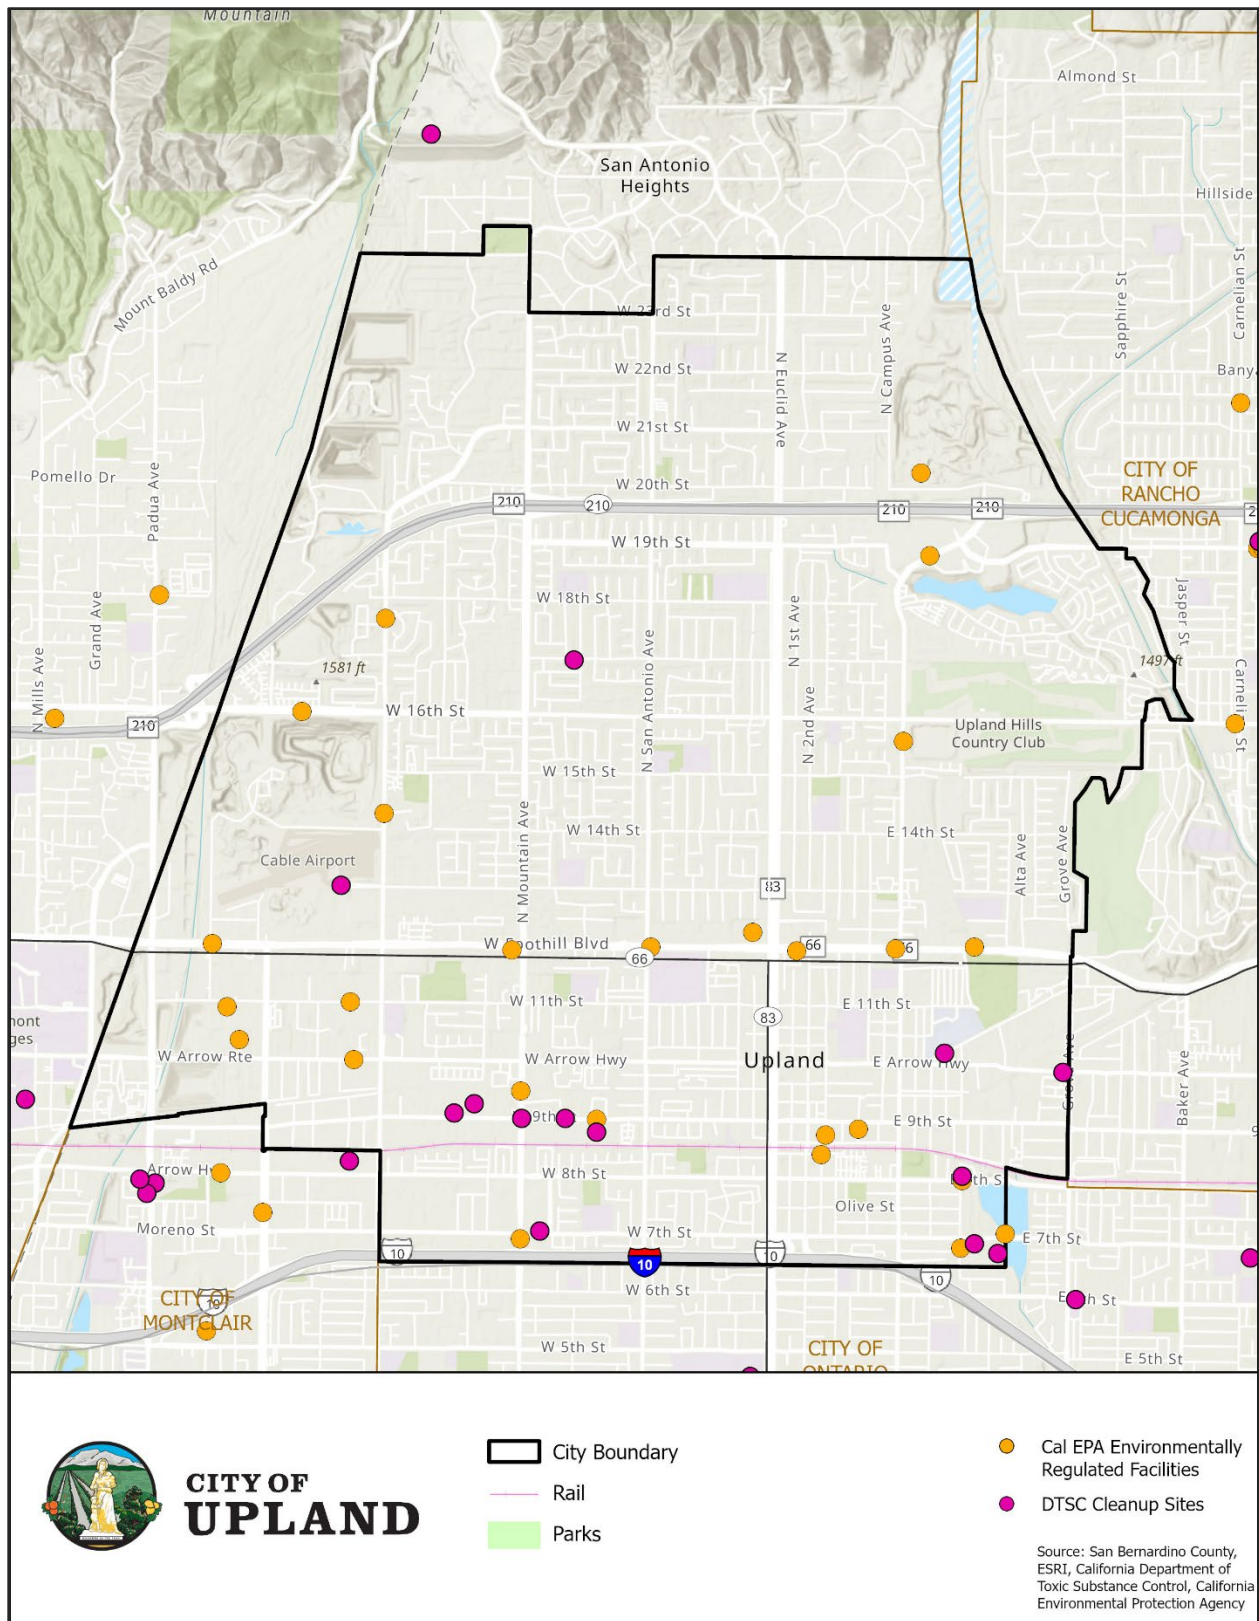 Mountain
Almond St
San Antonio
Heights
Hillside
Mount Baldy Rd
Sapphire St
Carnelian St
W 23rd St
N Campus Ave
N Euclid Ave
W 22nd St
W 21st St
Pomello Dr
Padua Ave
W 20th St
CITY OF
RANCHO
CUCAMONGA
210
210
210
210
W 19th St
W 18th St
Grand Ave
N Mills Ave
N San Antonio Ave
N 1st Ave
Jasper St
1581 ft
1497 ft
W 16th St
210
N 2nd Ave
Upland Hills
Country Club
W 15th St
N Mountain Ave
W 14th St
E 14th St
Cable Airport
Alta Ave
Grove Ave
83
W Foothill Blvd
66
66
W 11th St
E 11th St
83
W Arrow Rte
W Arrow Hwy
Upland
E Arrow Hwy
Baker Ave
E 9th St
W 8th St
Moreno St
Olive St
W 7th St
E 7th St
10
10
10
10
W 6th St
CITY OF
MONTCLAIR
W 5th St
CITY OF
ONTARIO
E 5th St
CITY OF
UPLAND
City Boundary
Rail
Parks
Cal EPA Environmentally
Regulated Facilities
DTSC Cleanup Sites
Source: San Bernardino County,
ESRI, California Department of
Toxic Substance Control, California
Environmental Protection Agency